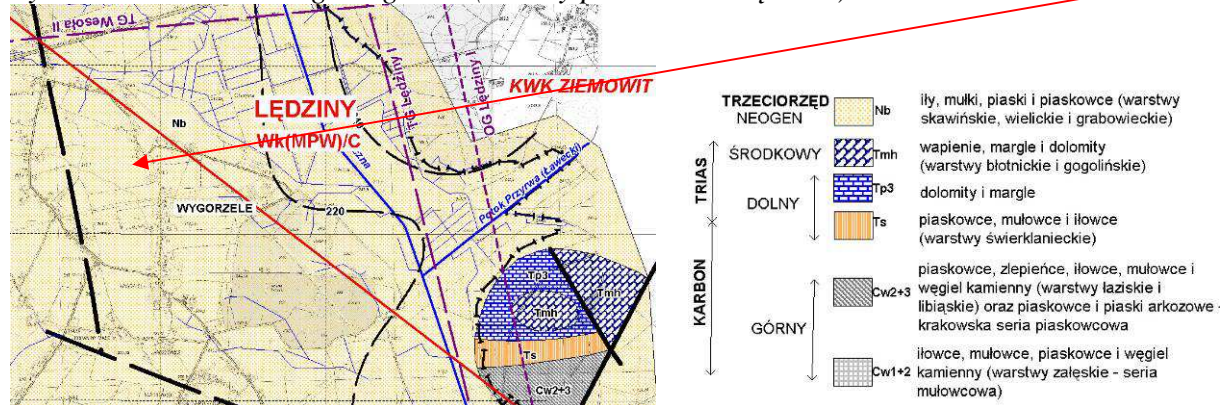 TG Wesoła II
TG Lędziny I
OG Lędziny I
KWK ZIEMOWIT
LĘDZINY
Nb
Wk(MPW)/C
Potok Przyrwa (Ławecki)
WYGORZELE
220
Tp3
Tmh
Tmh
Ts
Cw2+3
TRZECIORZĘD
NEOGEN
Nb
iły, mułki, piaski i piaskowce (warstwy
skawińskie, wielickie i grabowieckie)
TRIAS
ŚRODKOWY
Tmh
wapienie, margle i dolomity
(warstwy błotnickie i gogolińskie)
DOLNY
Tp3
dolomity i margle
Ts
piaskowce, mułowce i iłowce
(warstwy świerklanieckie)
KARBON
GÓRNY
Cw2+3
piaskowce, zlepieńce, iłowce, mułowce i
węgiel kamienny (warstwy łaziskie i
libiąskie) oraz piaskowce i piaski arkozowe -
krakowska seria piaskowcowa
Cw1+2
iłowce, mułowce, piaskowce i węgiel
kamienny (warstwy załęskie - seria
mułowcowa)